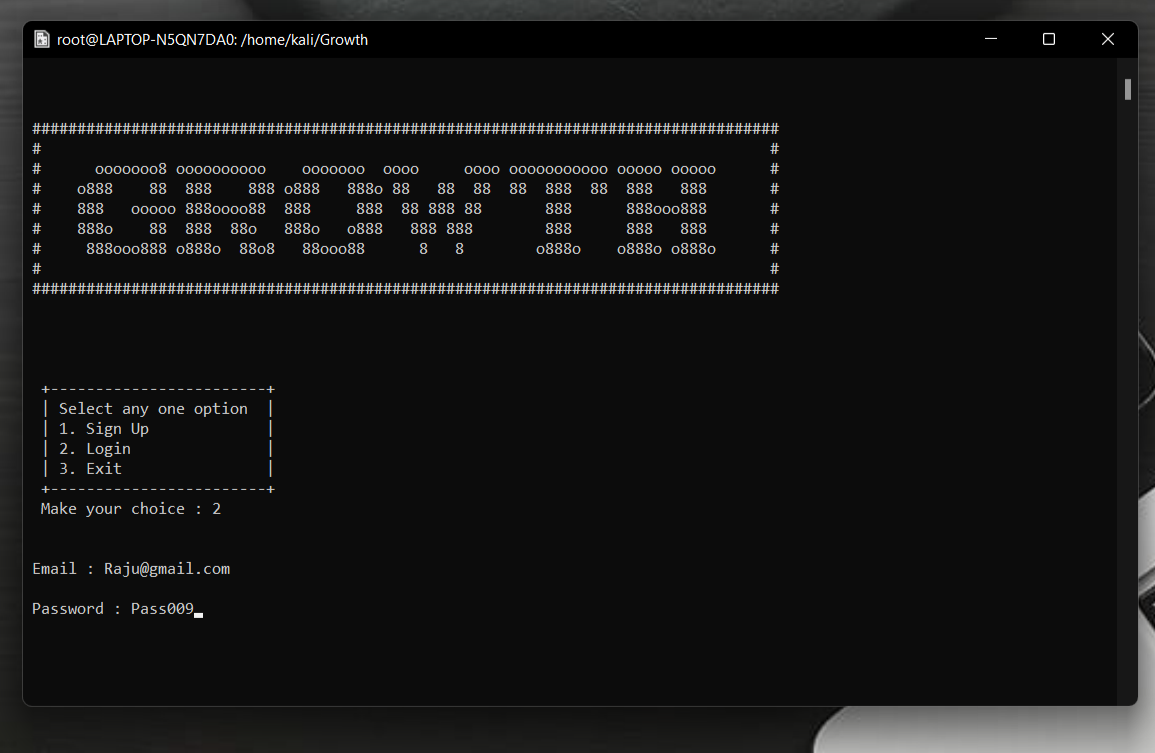 root@LAPTOP-N5QN7DA0: /home/kali/Growth
###################################################################################
#                                                                                 #
#      ooooooo8 oooooooooo    ooooooo  oooo     oooo ooooooooooo ooooo ooooo      #
#    o888    88  888    888 o888   888o 88   88  88  88  888  88  888   888       #
#    888   ooooo 888oooo88  888     888  88 888 88       888      888ooo888       #
#    888o    88  888  88o   888o   o888   888 888        888      888   888       #
#     888ooo888 o888o  88o8   88ooo88      8   8        o888o    o888o o888o      #
#                                                                                 #
###################################################################################
+------------------------+
| Select any one option  |
| 1. Sign Up             |
| 2. Login               |
| 3. Exit                |
+------------------------+
Make your choice : 2
Email : Raju@gmail.com
Password : Pass009